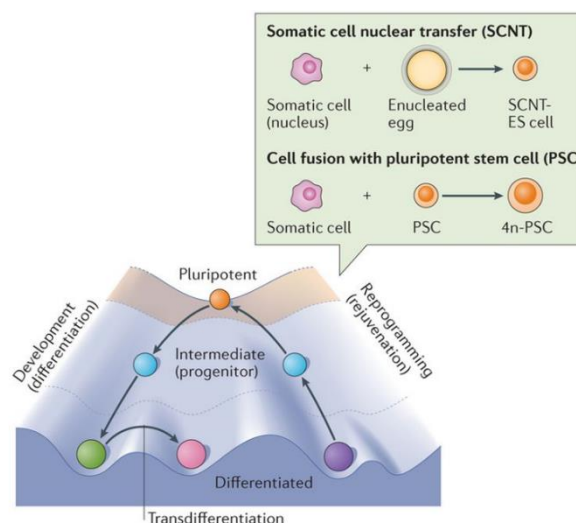 Somatic cell nuclear transfer (SCNT)
+
Somatic cell
(nucleus)
Enucleated
egg
SCNT-
ES cell
Cell fusion with pluripotent stem cell (PSC
+
Somatic cell
PSC
4n-PSC
Pluripotent
Development
(differentiation)
Reprogramming
(rejuvenation)
Intermediate
(progenitor)
Differentiated
Transdifferentiation